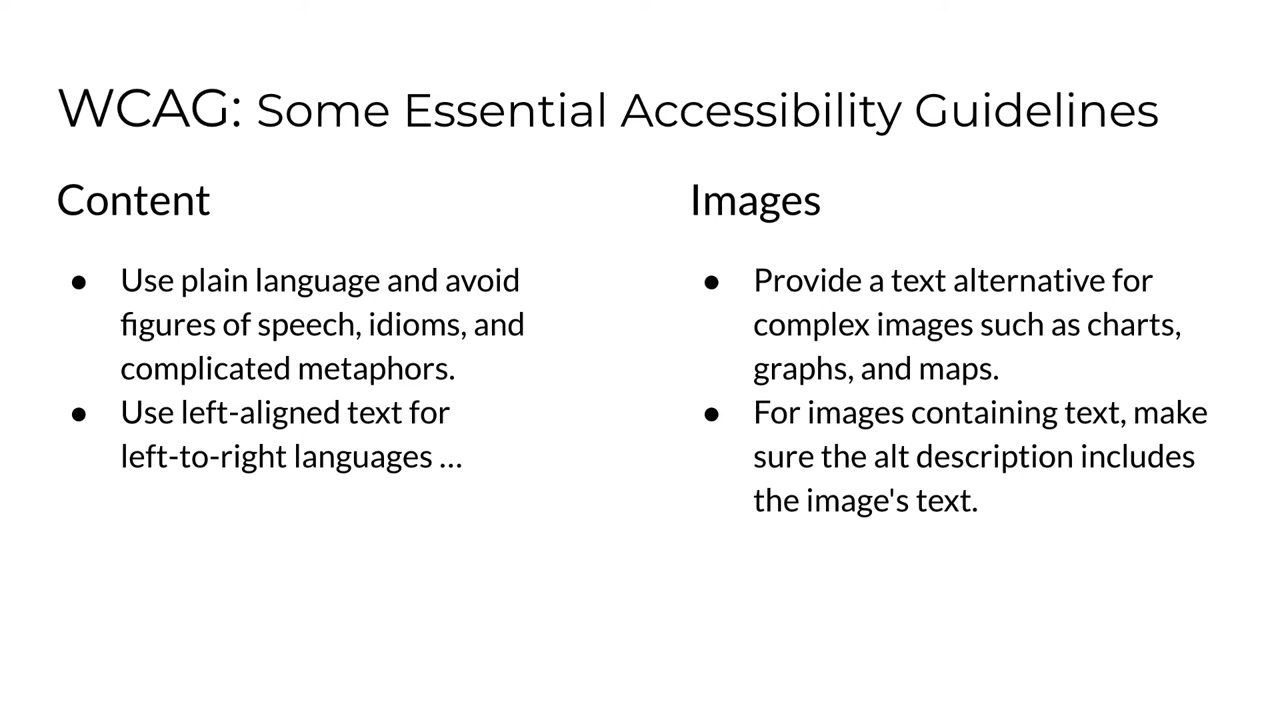 WCAG: Some Essential Accessibility Guidelines
Content
● Use plain language and avoid
figures of speech, idioms, and
complicated metaphors.
● Use left-aligned text for
left-to-right languages ...
Images
● Provide a text alternative for
complex images such as charts,
graphs, and maps.
● For images containing text, make
sure the alt description includes
the image's text.